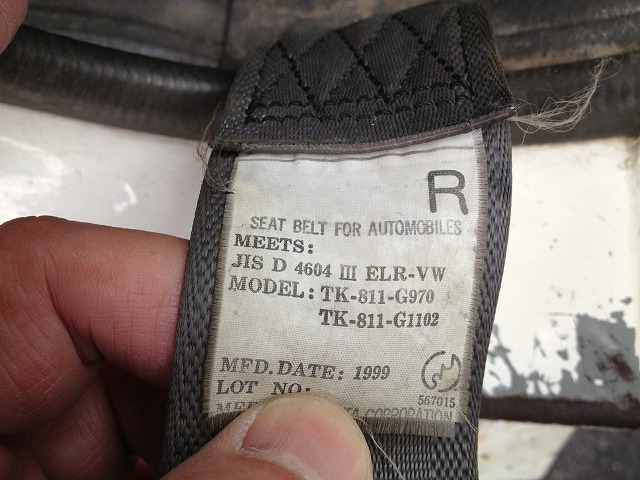 R
SEAT BELT FOR AUTOMOBILES
MEETS:
JIS D 4604 III ELR-VW
MODEL: TK-811-G970
TK-811-G1102
MFD. DATE: 1999
LOT NO:
567015
CORPORATION